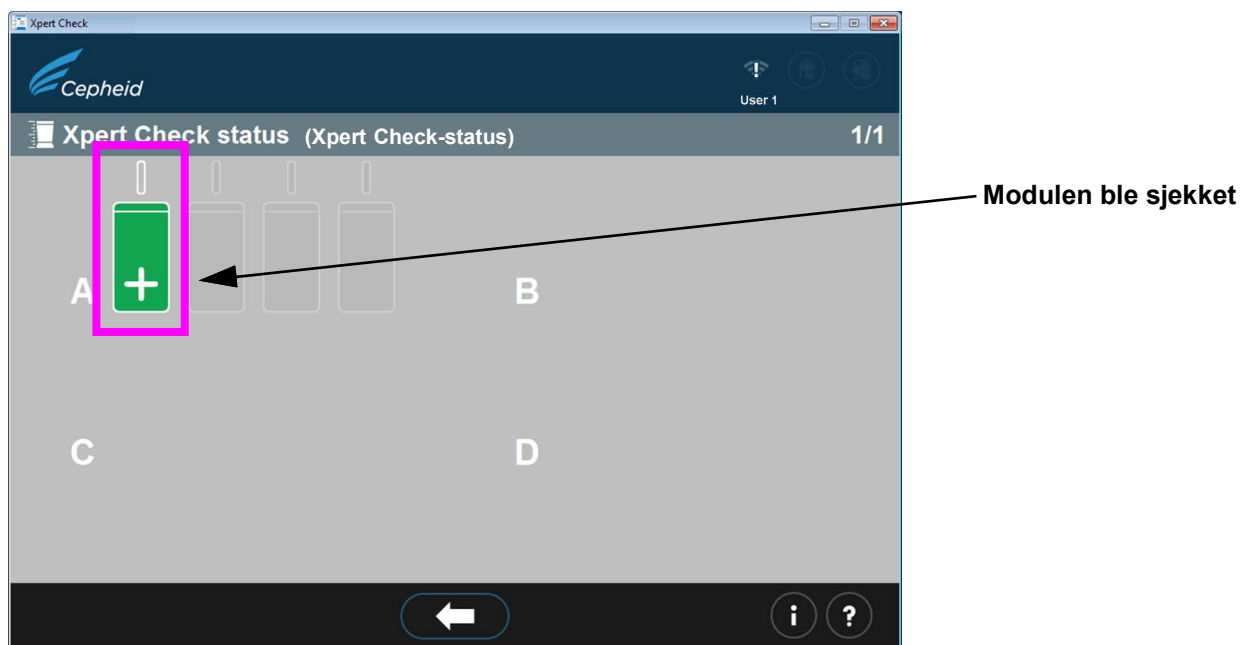 Xpert Check
Cepheid
User 1
Xpert Check status (Xpert Check-status) 1/1
Modulen ble sjekket
A
B
C
D
i ?